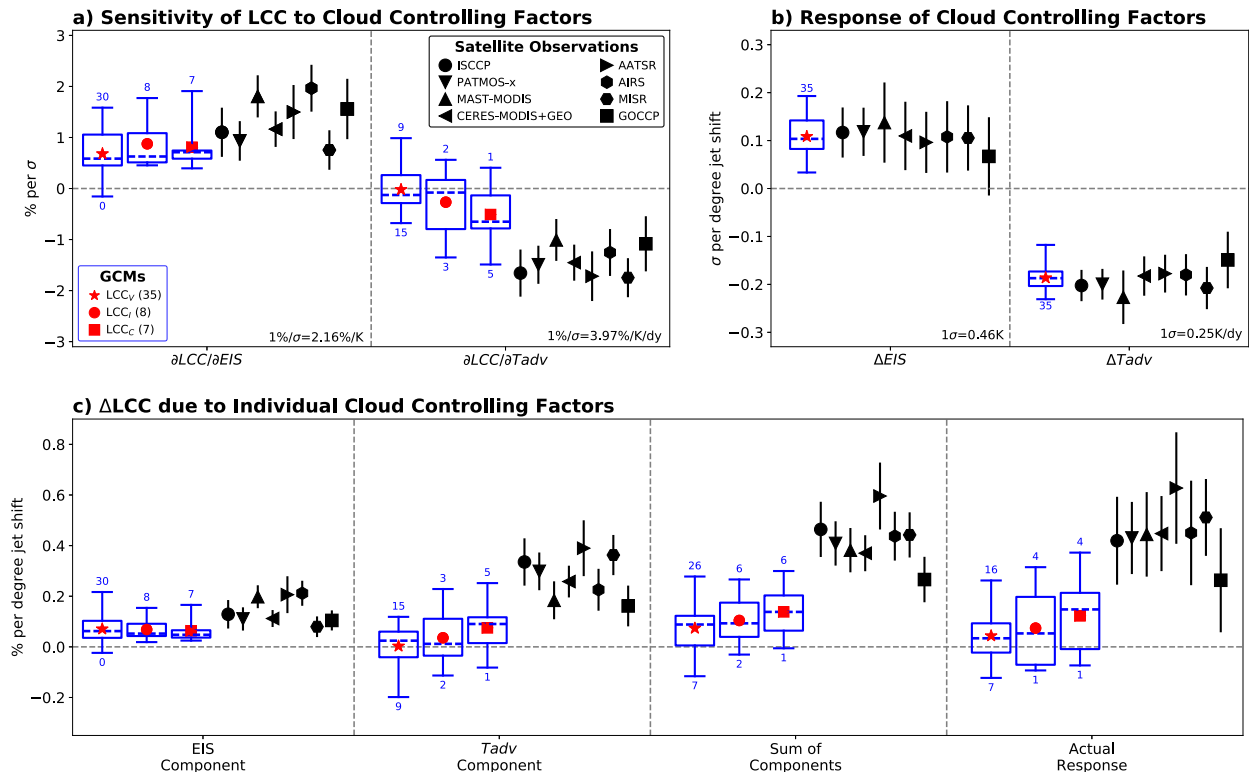 a) Sensitivity of LCC to Cloud Controlling Factors
% per σ
3
2
1
0
−1
−2
−3
30
0
8
7
9
15
2
3
1
5
Satellite Observations
ISCCP
PATMOS–x
MAST–MODIS
CERES–MODIS+GEO
AATSR
AIRS
MISR
GOCCP
GCMs
LCC_V (35)
LCC_I (8)
LCC_C (7)
1%/σ=2.16%/K
1%/σ=3.97%/K/dy
∂LCC/∂EIS
∂LCC/∂Tadv
b) Response of Cloud Controlling Factors
σ per degree jet shift
0.3
0.2
0.1
0.0
−0.1
−0.2
−0.3
35
35
1σ=0.46K
1σ=0.25K/dy
ΔEIS
ΔTadv
c) ΔLCC due to Individual Cloud Controlling Factors
% per degree jet shift
0.8
0.6
0.4
0.2
0.0
−0.2
30
0
8
7
15
9
3
2
5
1
26
7
6
2
6
1
16
7
4
1
4
1
EIS
Component
Tadv
Component
Sum of
Components
Actual
Response